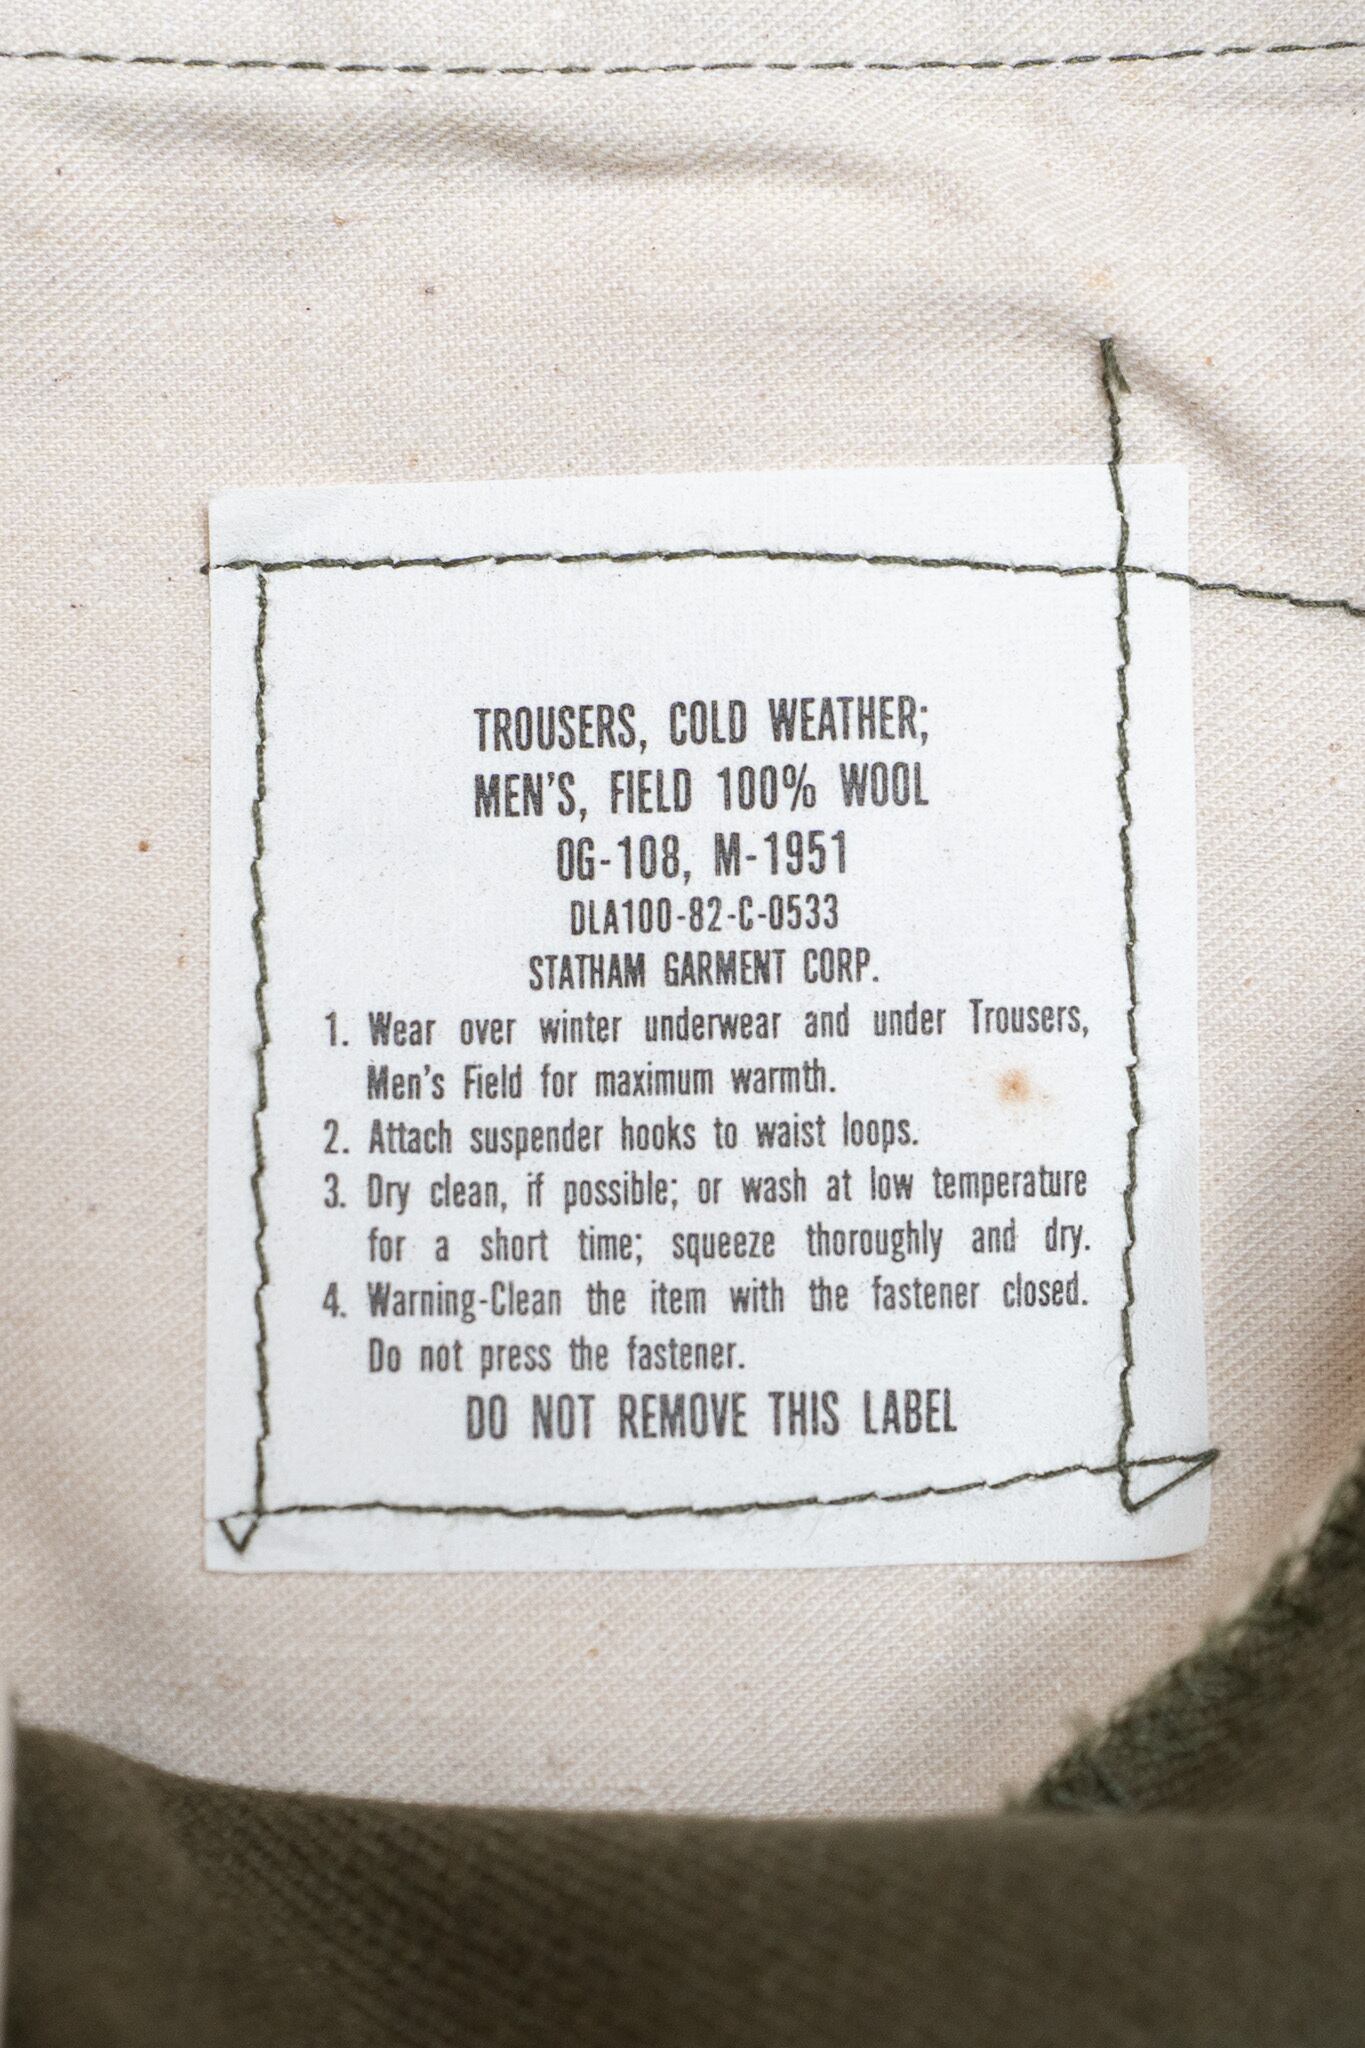 TROUSERS, COLD WEATHER;
MEN'S, FIELD 100% WOOL
OG-108, M-1951
DLA100-82-C-0533
STATHAM GARMENT CORP.
1. Wear over winter underwear and under Trousers,
Men's Field for maximum warmth.
2. Attach suspender hooks to waist loops.
3. Dry clean, if possible; or wash at low temperature
for a short time; squeeze thoroughly and dry.
4. Warning-Clean the item with the fastener closed.
Do not press the fastener.
DO NOT REMOVE THIS LABEL